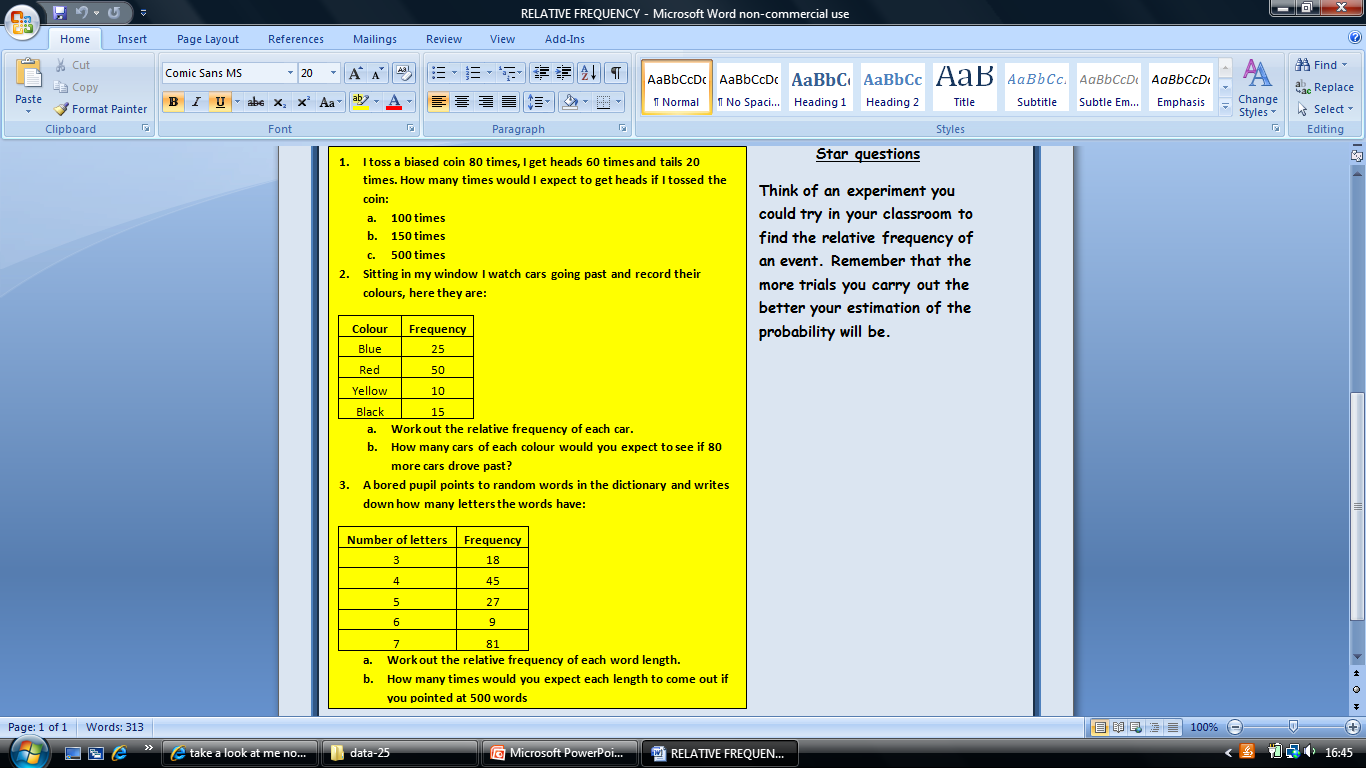 RELATIVE FREQUENCY - Microsoft Word non-commercial use
Home Insert Page Layout References Mailings Review View Add-Ins
Paste
Cut
Copy
Format Painter
Clipboard
Comic Sans MS 20
B I U abe x₂ x² Aa
Font
Paragraph
AaBbCcDc AaBbCcDc AaBbC AaBbCc AaB AaBbCc. AaBbCcDc AaBbCcDc
¶ Normal ¶ No Spaci... Heading 1 Heading 2 Title Subtitle Subtle Em... Emphasis
Styles
Change Styles
Find
Replace
Select
Editing
1. I toss a biased coin 80 times, I get heads 60 times and tails 20
times. How many times would I expect to get heads if I tossed the
coin:
a. 100 times
b. 150 times
c. 500 times
2. Sitting in my window I watch cars going past and record their
colours, here they are:
Colour Frequency
Blue 25
Red 50
Yellow 10
Black 15
a. Work out the relative frequency of each car.
b. How many cars of each colour would you expect to see if 80
more cars drove past?
3. A bored pupil points to random words in the dictionary and writes
down how many letters the words have:
Number of letters Frequency
3 18
4 45
5 27
6 9
7 81
a. Work out the relative frequency of each word length.
b. How many times would you expect each length to come out if
you pointed at 500 words
Star questions
Think of an experiment you
could try in your classroom to
find the relative frequency of
an event. Remember that the
more trials you carry out the
better your estimation of the
probability will be.
Page: 1 of 1 Words: 313
100%
take a look at me no... data-25 Microsoft PowerPoi... RELATIVE FREQUEN...
16:45